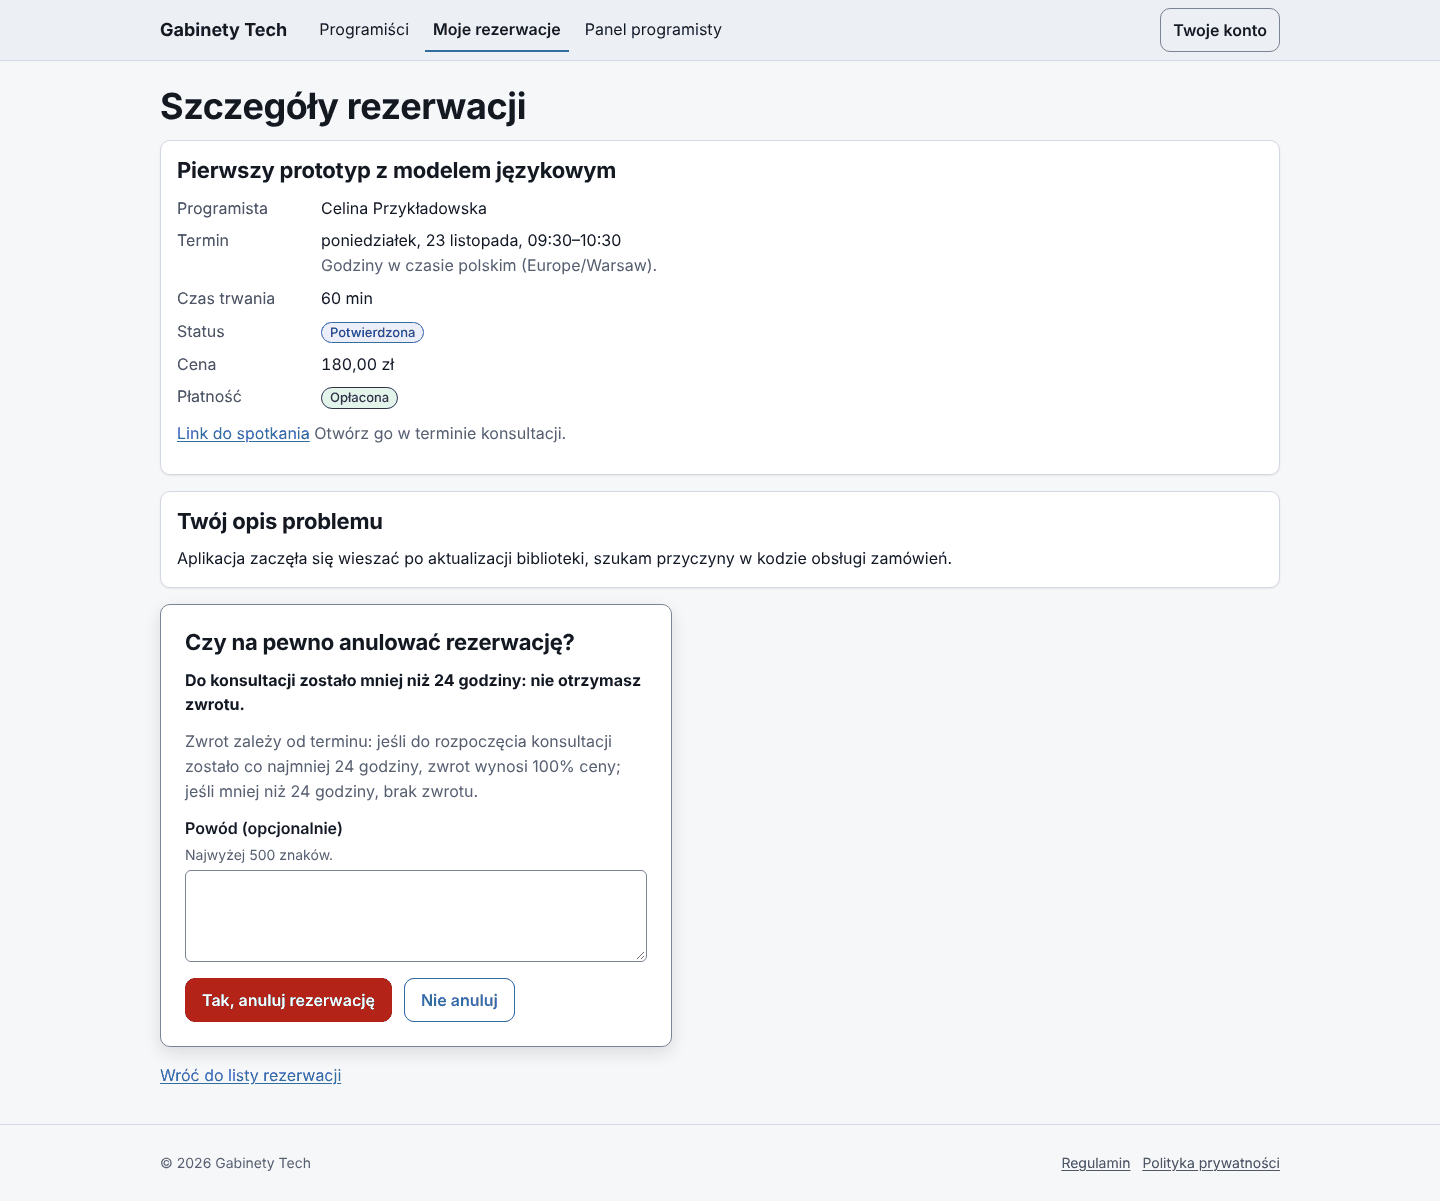 Gabinety Tech
Programiści
Moje rezerwacje
Panel programisty
Twoje konto
Szczegóły rezerwacji
Pierwszy prototyp z modelem językowym
Programista
Celina Przykładowska
Termin
poniedziałek, 23 listopada, 09:30–10:30
Godziny w czasie polskim (Europe/Warsaw).
Czas trwania
60 min
Status
Potwierdzona
Cena
180,00 zł
Płatność
Opłacona
Link do spotkania Otwórz go w terminie konsultacji.
Twój opis problemu
Aplikacja zaczęła się wieszać po aktualizacji biblioteki, szukam przyczyny w kodzie obsługi zamówień.
Czy na pewno anulować rezerwację?
Do konsultacji zostało mniej niż 24 godziny: nie otrzymasz
zwrotu.
Zwrot zależy od terminu: jeśli do rozpoczęcia konsultacji
zostało co najmniej 24 godziny, zwrot wynosi 100% ceny;
jeśli mniej niż 24 godziny, brak zwrotu.
Powód (opcjonalnie)
Najwyżej 500 znaków.
Tak, anuluj rezerwację
Nie anuluj
Wróć do listy rezerwacji
© 2026 Gabinety Tech
Regulamin
Polityka prywatności